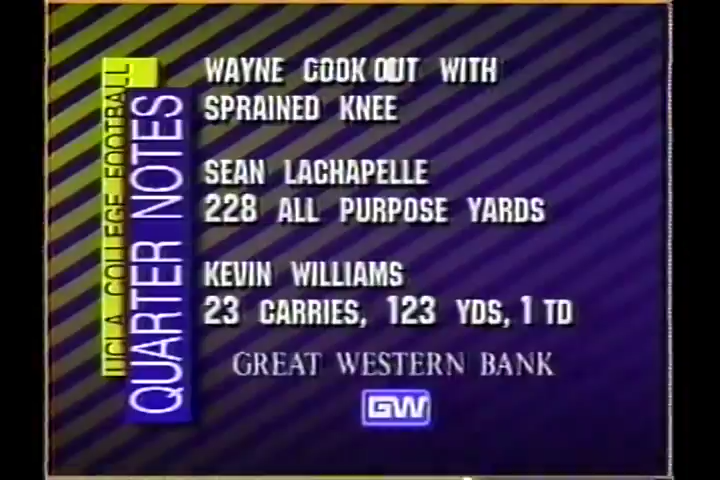 UCLA COLLEGE FOOTBALL
QUARTER NOTES
WAYNE COOK OUT WITH
SPRAINED KNEE
SEAN LACHAPELLE
228 ALL PURPOSE YARDS
KEVIN WILLIAMS
23 CARRIES, 123 YDS, 1 TD
GREAT WESTERN BANK
GW